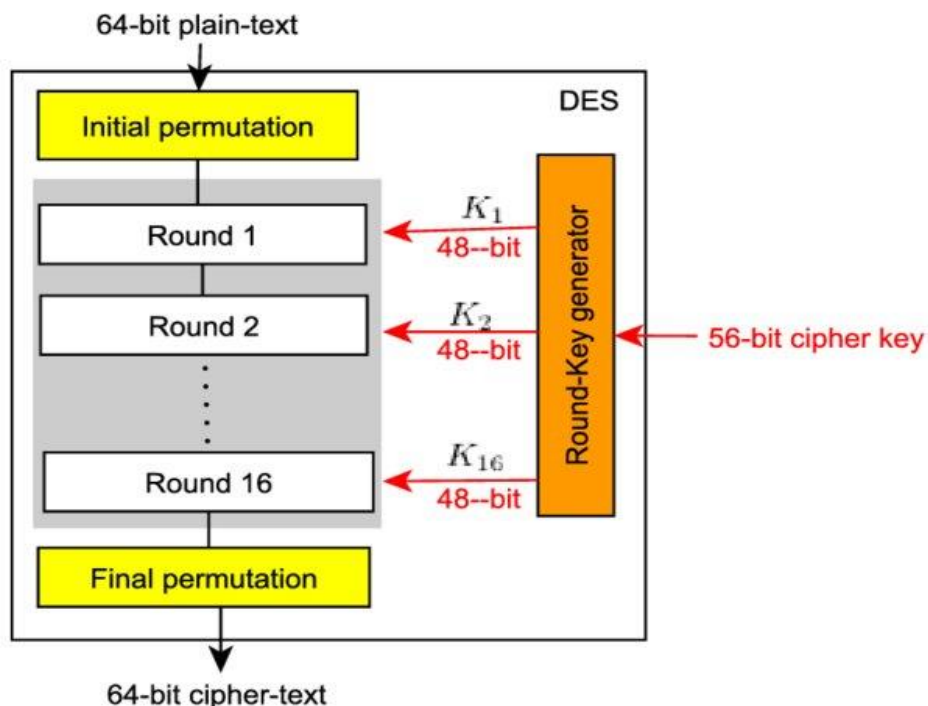 64-bit plain-text
DES
Initial permutation
Round 1
K₁
48--bit
Round 2
K₂
48--bit
Round-Key generator
56-bit cipher key
Round 16
K₁₆
48--bit
Final permutation
64-bit cipher-text